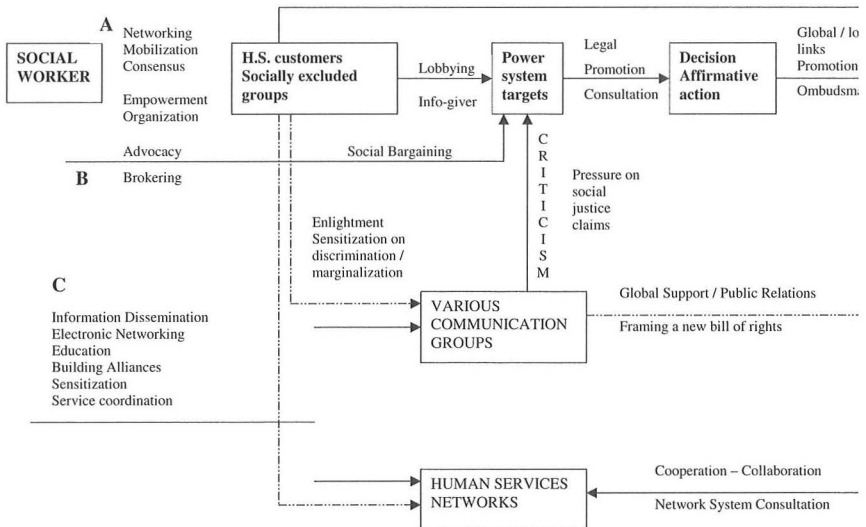 A
Networking
Mobilization
Consensus
Empowerment
Organization
SOCIAL
WORKER
H.S. customers
Socially excluded
groups
Lobbying
Info-giver
Power
system
targets
Legal
Promotion
Consultation
Decision
Affirmative
action
Global / lo
links
Promotion
Ombudsma
Advocacy
Social Bargaining
B
Brokering
CRITICISM
Pressure on
social
justice
claims
Enlightment
Sensitization on
discrimination /
marginalization
C
Information Dissemination
Electronic Networking
Education
Building Alliances
Sensitization
Service coordination
VARIOUS
COMMUNICATION
GROUPS
Global Support / Public Relations
Framing a new bill of rights
HUMAN SERVICES
NETWORKS
Cooperation – Collaboration
Network System Consultation